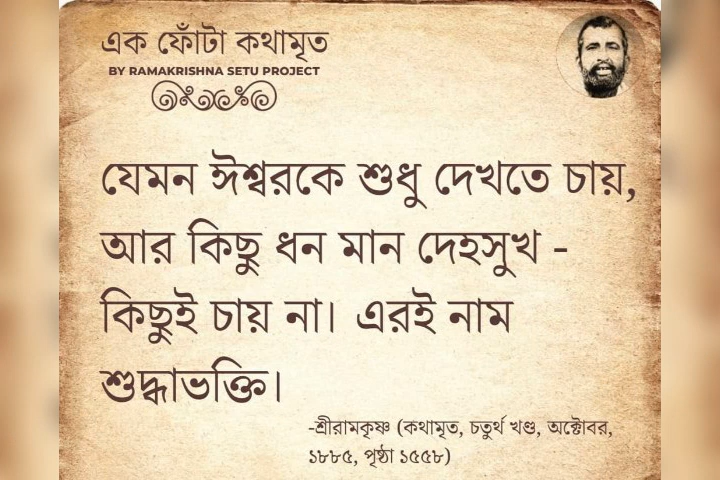 এক ফোঁটা কথামৃত
BY RAMAKRISHNA SETU PROJECT
যেমন ঈশ্বরকে শুধু দেখতে চায়,
আর কিছু ধন মান দেহসুখ -
কিছুই চায় না। এরই নাম
শুদ্ধাভক্তি।
-শ্রীরামকৃষ্ণ (কথামৃত, চতুর্থ খণ্ড, অক্টোবর,
১৮৮৫, পৃষ্ঠা ১৫৫৮)